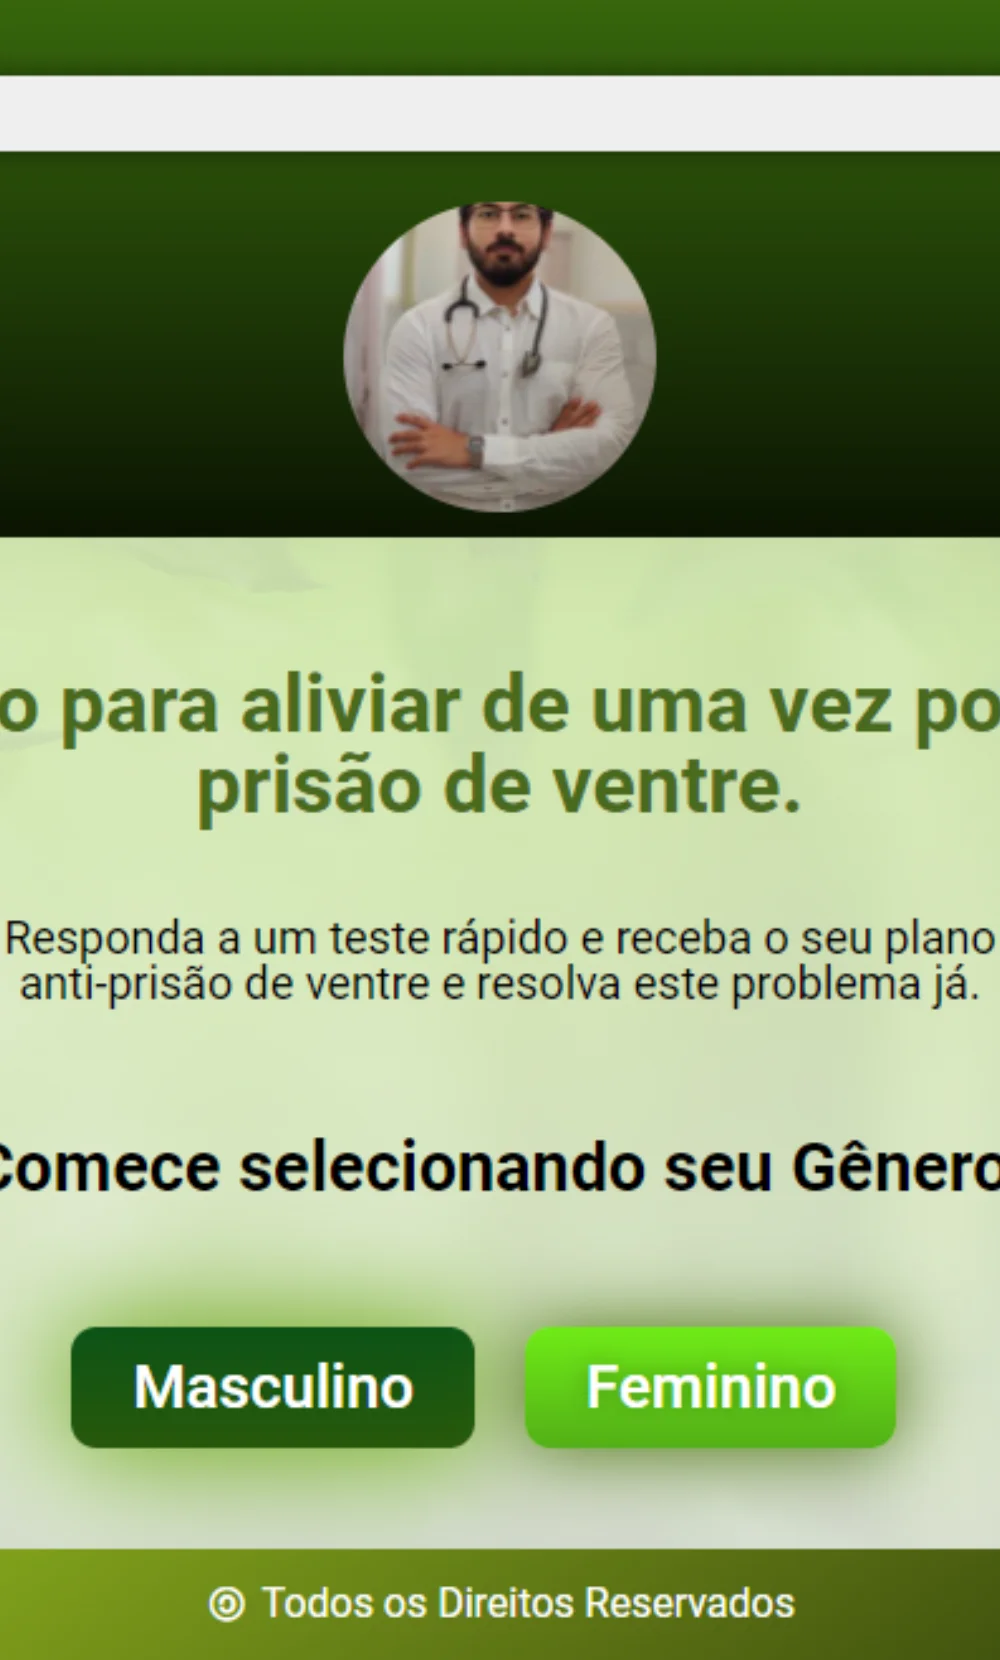 o para aliviar de uma vez po
prisão de ventre.
Responda a um teste rápido e receba o seu plano
anti-prisão de ventre e resolva este problema já.
Comece selecionando seu Gênero
Masculino Feminino
Todos os Direitos Reservados